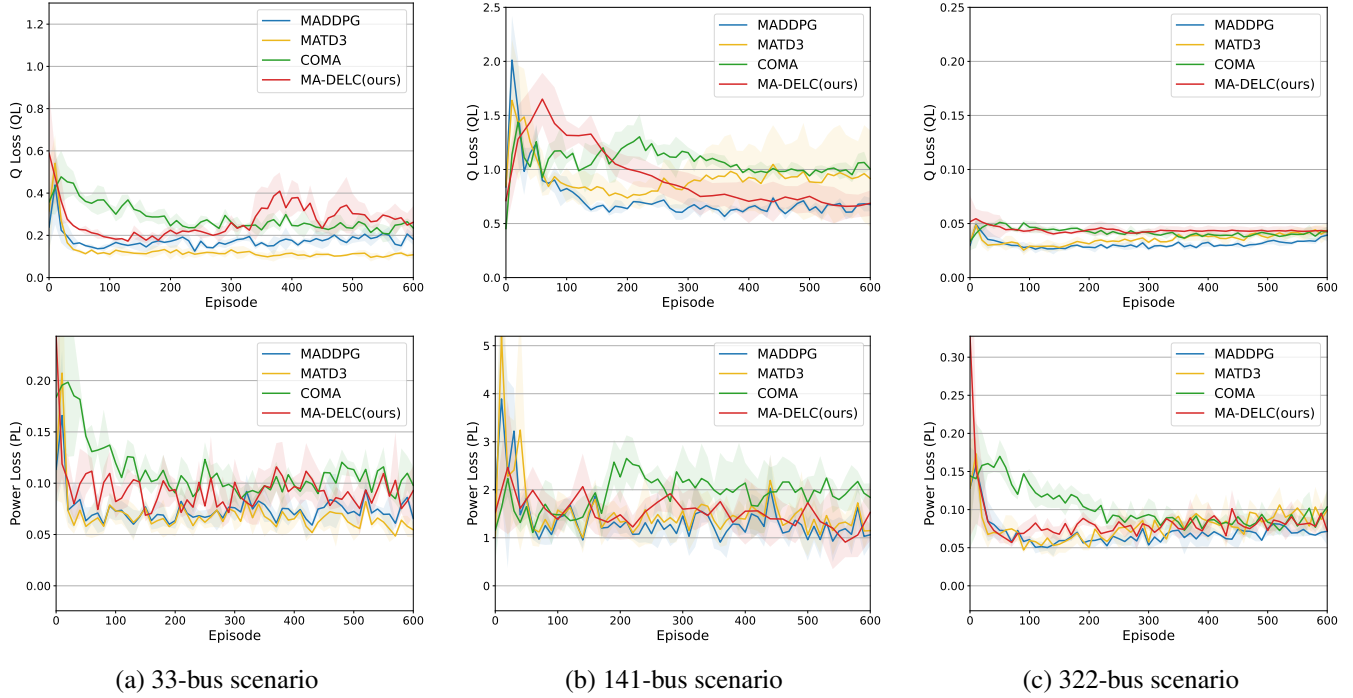 1.2
1.0
0.8
0.6
0.4
0.2
0.0
Q Loss (QL)
0
100
200
300
400
500
600
Episode
MADDPG
MATD3
COMA
MA-DELC(ours)
2.5
2.0
1.5
1.0
0.5
0.0
Q Loss (QL)
0
100
200
300
400
500
600
Episode
MADDPG
MATD3
COMA
MA-DELC(ours)
0.25
0.20
0.15
0.10
0.05
0.00
Q Loss (QL)
0
100
200
300
400
500
600
Episode
MADDPG
MATD3
COMA
MA-DELC(ours)
0.20
0.15
0.10
0.05
0.00
Power Loss (PL)
0
100
200
300
400
500
600
Episode
MADDPG
MATD3
COMA
MA-DELC(ours)
5
4
3
2
1
0
Power Loss (PL)
0
100
200
300
400
500
600
Episode
MADDPG
MATD3
COMA
MA-DELC(ours)
0.30
0.25
0.20
0.15
0.10
0.05
0.00
Power Loss (PL)
0
100
200
300
400
500
600
Episode
MADDPG
MATD3
COMA
MA-DELC(ours)
(a) 33-bus scenario
(b) 141-bus scenario
(c) 322-bus scenario